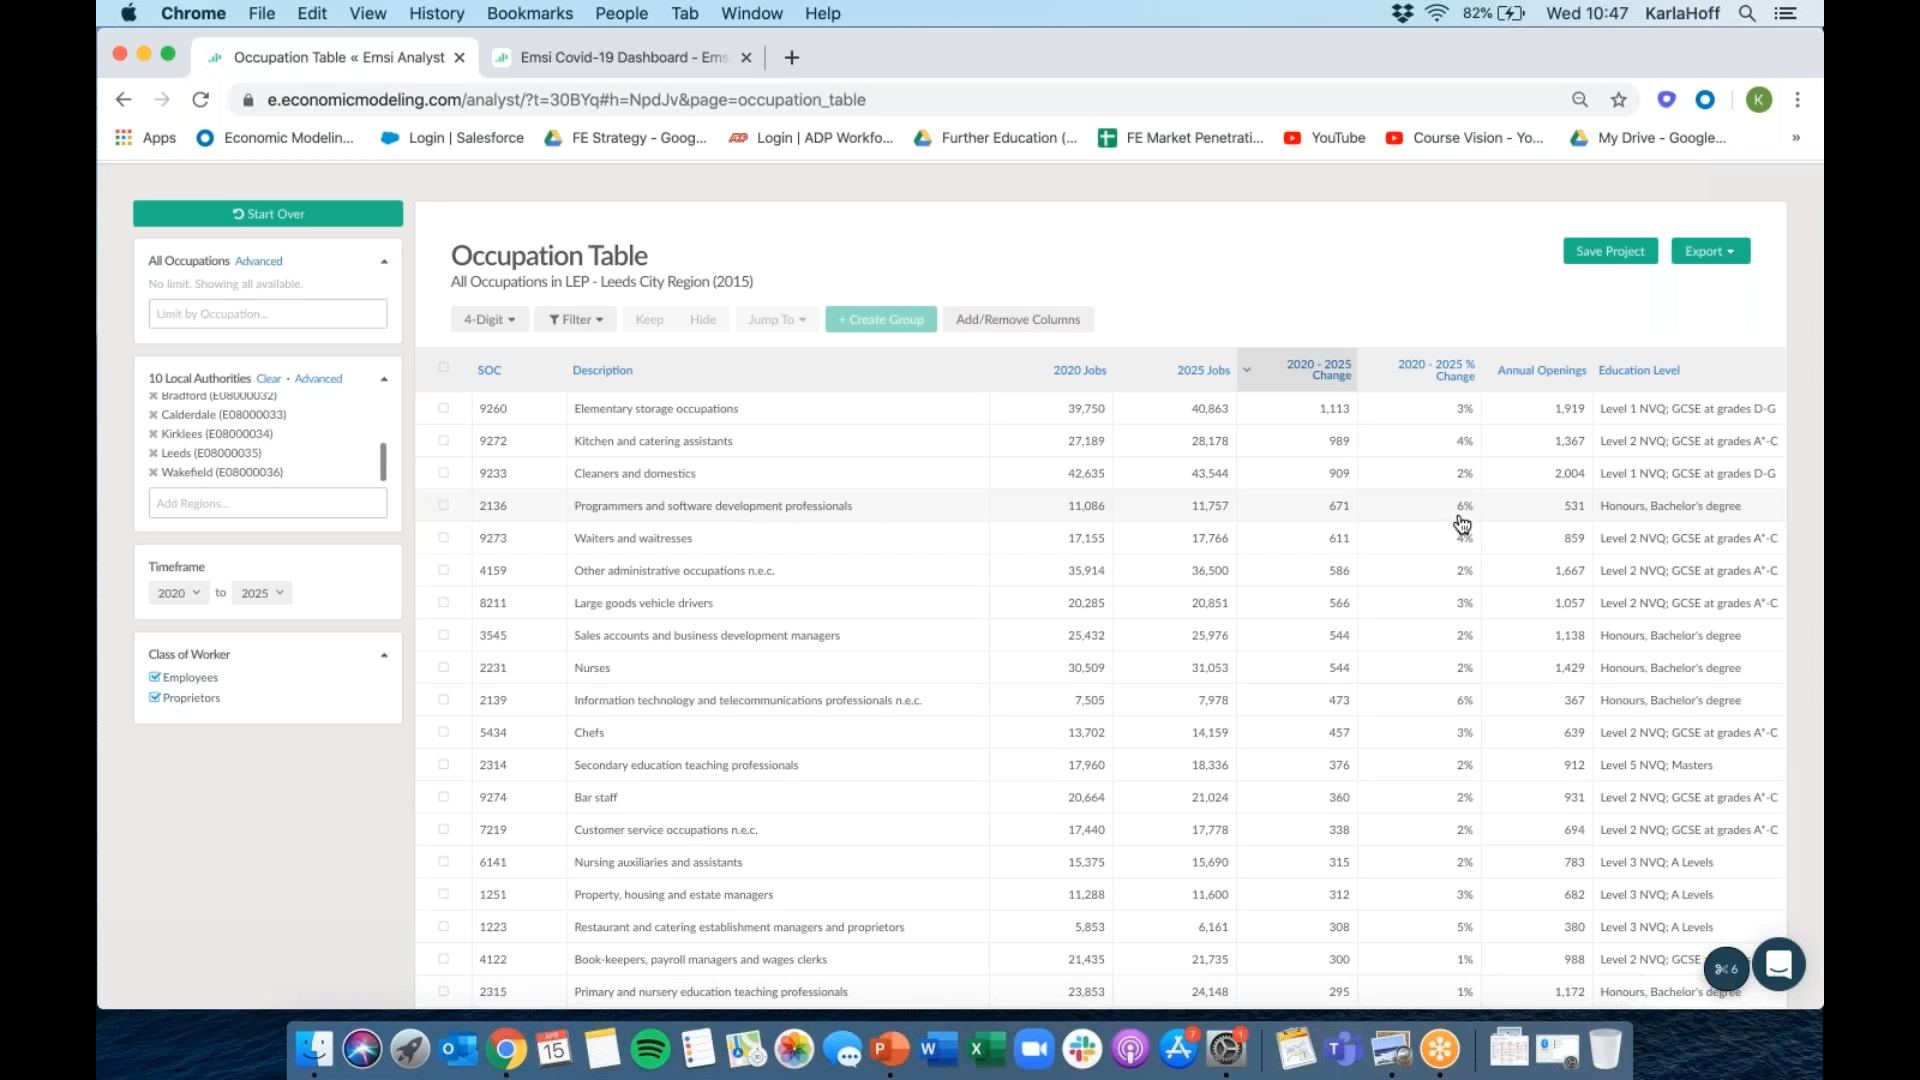 Chrome File Edit View History Bookmarks People Tab Window Help 82% Wed 10:47 KarlaHoff
Occupation Table « Emsi Analyst Emsi Covid-19 Dashboard - Ems
e.economicmodeling.com/analyst/?t=30BYq#h=NpdJv&page=occupation_table K
Apps Economic Modelin... Login | Salesforce FE Strategy - Goog... Login | ADP Workfo... Further Education (... FE Market Penetrati... YouTube Course Vision - Yo... My Drive - Google... »
Start Over
All Occupations Advanced
No limit. Showing all available.
Limit by Occupation...
10 Local Authorities Clear · Advanced
Bradford (E08000032)
Calderdale (E08000033)
Kirklees (E08000034)
Leeds (E08000035)
Wakefield (E08000036)
Add Regions...
Timeframe
2020 to 2025
Class of Worker
Employees
Proprietors
Occupation Table
All Occupations in LEP - Leeds City Region (2015)
Save Project Export
4-Digit Filter Keep Hide Jump To + Create Group Add/Remove Columns
SOC Description 2020 Jobs 2025 Jobs 2020 - 2025 Change 2020 - 2025 % Change Annual Openings Education Level
9260 Elementary storage occupations 39,750 40,863 1,113 3% 1,919 Level 1 NVQ; GCSE at grades D-G
9272 Kitchen and catering assistants 27,189 28,178 989 4% 1,367 Level 2 NVQ; GCSE at grades A*-C
9233 Cleaners and domestics 42,635 43,544 909 2% 2,004 Level 1 NVQ; GCSE at grades D-G
2136 Programmers and software development professionals 11,086 11,757 671 6% 531 Honours, Bachelor's degree
9273 Waiters and waitresses 17,155 17,766 611 4% 859 Level 2 NVQ; GCSE at grades A*-C
4159 Other administrative occupations n.e.c. 35,914 36,500 586 2% 1,667 Level 2 NVQ; GCSE at grades A*-C
8211 Large goods vehicle drivers 20,285 20,851 566 3% 1,057 Level 2 NVQ; GCSE at grades A*-C
3545 Sales accounts and business development managers 25,432 25,976 544 2% 1,138 Honours, Bachelor's degree
2231 Nurses 30,509 31,053 544 2% 1,429 Honours, Bachelor's degree
2139 Information technology and telecommunications professionals n.e.c. 7,505 7,978 473 6% 367 Honours, Bachelor's degree
5434 Chefs 13,702 14,159 457 3% 639 Level 2 NVQ; GCSE at grades A*-C
2314 Secondary education teaching professionals 17,960 18,336 376 2% 912 Level 5 NVQ; Masters
9274 Bar staff 20,664 21,024 360 2% 931 Level 2 NVQ; GCSE at grades A*-C
7219 Customer service occupations n.e.c. 17,440 17,778 338 2% 694 Level 2 NVQ; GCSE at grades A*-C
6141 Nursing auxiliaries and assistants 15,375 15,690 315 2% 783 Level 3 NVQ; A Levels
1251 Property, housing and estate managers 11,288 11,600 312 3% 682 Level 3 NVQ; A Levels
1223 Restaurant and catering establishment managers and proprietors 5,853 6,161 308 5% 380 Level 3 NVQ; A Levels
4122 Book-keepers, payroll managers and wages clerks 21,435 21,735 300 1% 988 Level 2 NVQ; GCSE
2315 Primary and nursery education teaching professionals 23,853 24,148 295 1% 1,172 Honours, Bachelor's degree
6
APR 15 7 1